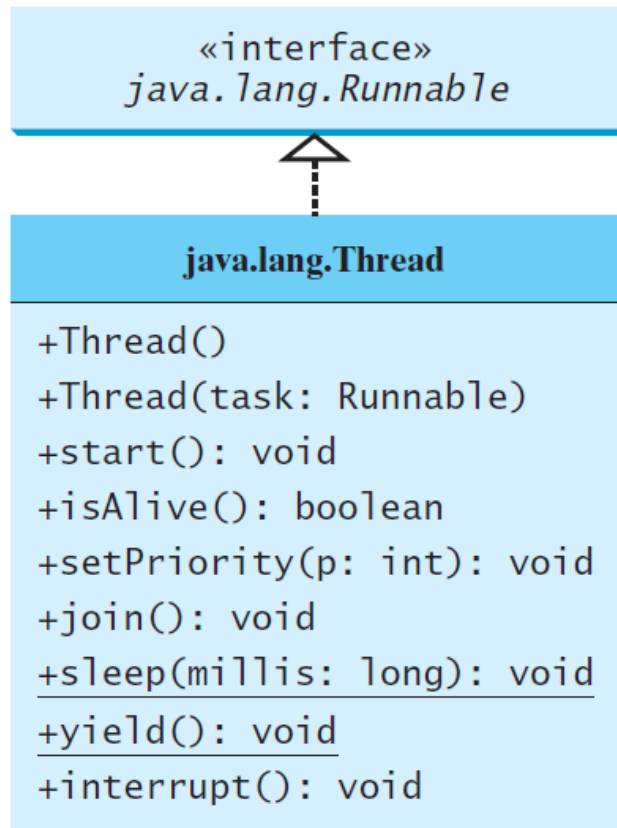 «interface»
java.lang.Runnable
java.lang.Thread
+Thread()
+Thread(task: Runnable)
+start(): void
+isAlive(): boolean
+setPriority(p: int): void
+join(): void
+sleep(millis: long): void
+yield(): void
+interrupt(): void